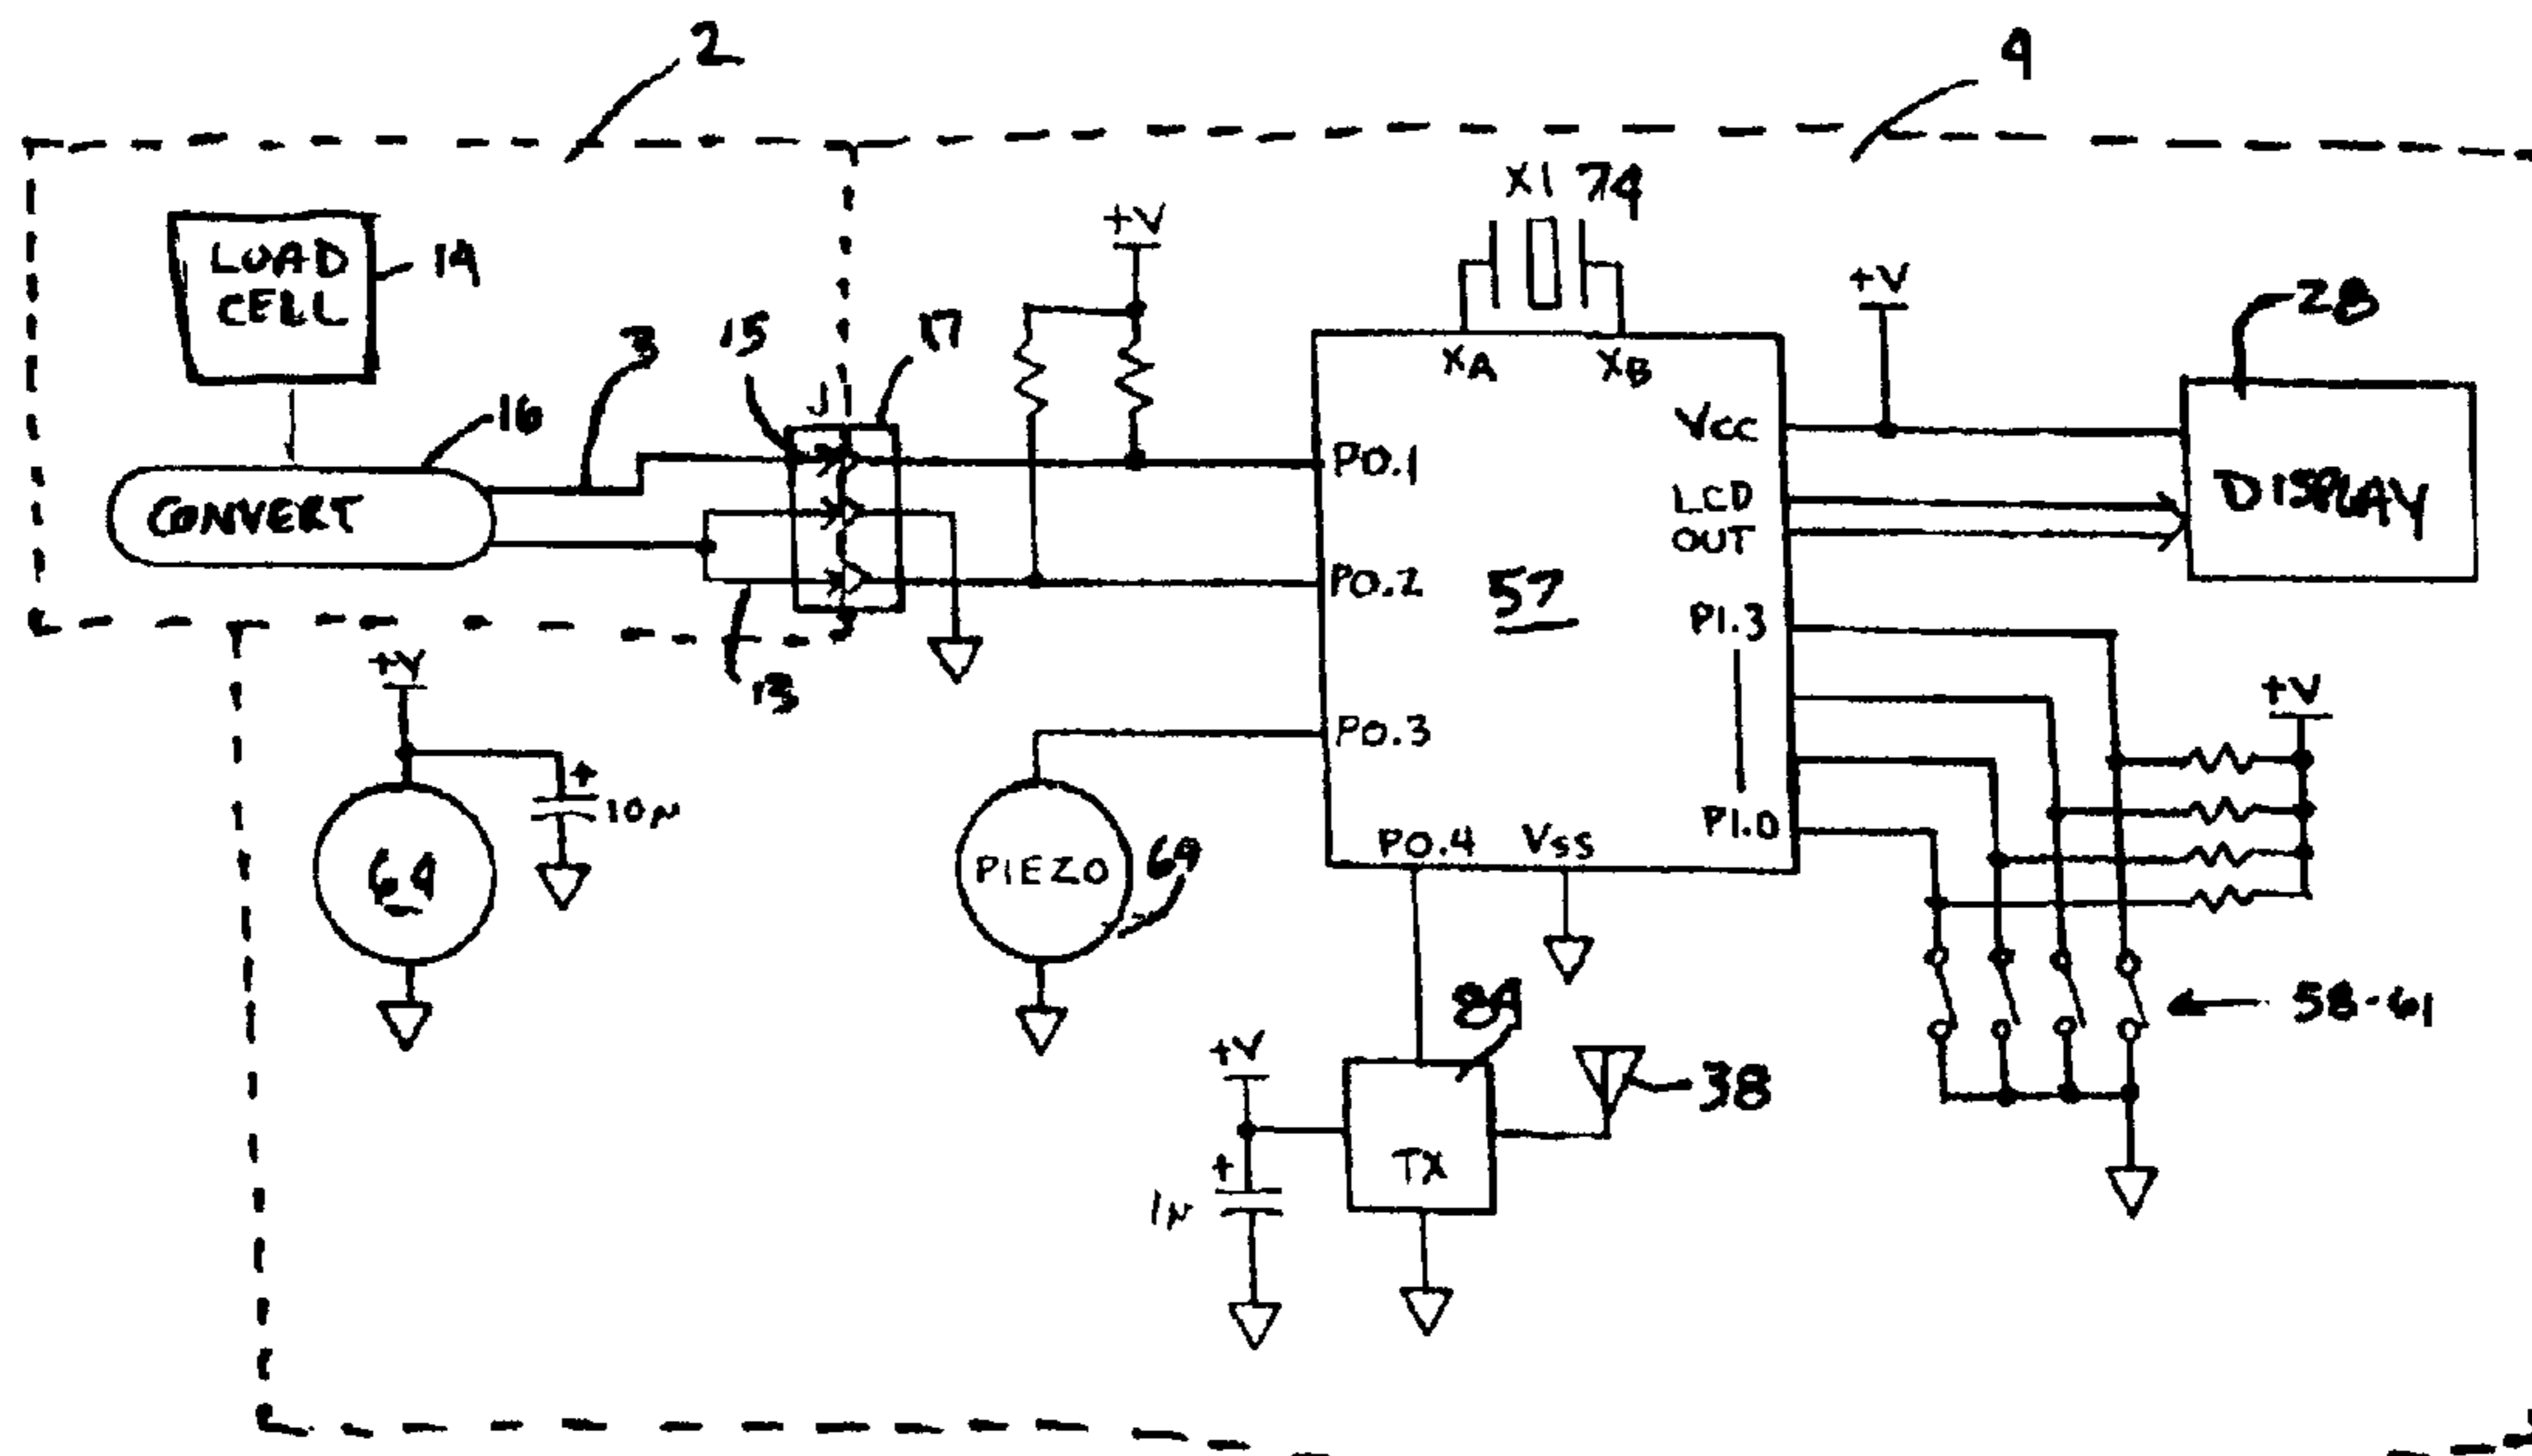 2
4
LOAD
CELL
14
3
15
17
J1
+V
X1 74
XA
XB
+V
28
16
CONVERT
P0.1
VCC
LCD
OUT
DISPLAY
P0.2
57
P1.3
13
+V
10µ
64
P0.3
PIEZO
69
P0.4
VSS
P1.0
+V
58-61
84
+V
1µ
TX
38